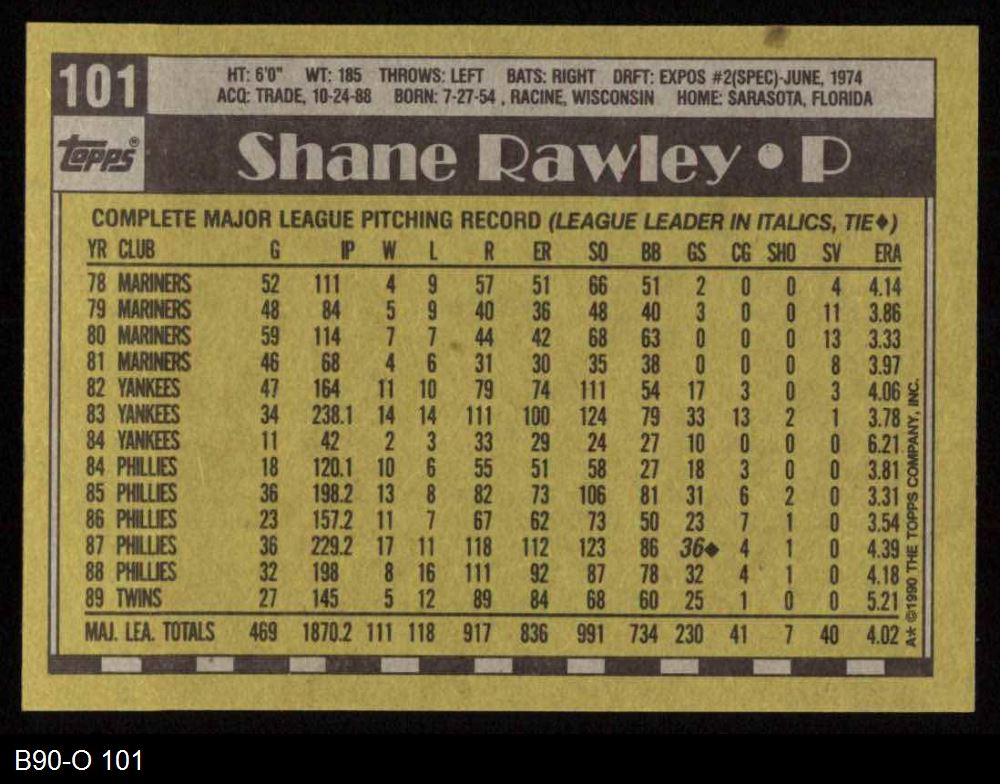 101
HT: 6'0" WT: 185 THROWS: LEFT BATS: RIGHT DRFT: EXPOS #2(SPEC)-JUNE, 1974
ACQ: TRADE, 10-24-88 BORN: 7-27-54 , RACINE, WISCONSIN HOME: SARASOTA, FLORIDA
topps®
Shane Rawley • P
COMPLETE MAJOR LEAGUE PITCHING RECORD (LEAGUE LEADER IN ITALICS, TIE♦)
YR CLUB G IP W L R ER SO BB GS CG SHO SV ERA
78 MARINERS 52 111 4 9 57 51 66 51 2 0 0 4 4.14
79 MARINERS 48 84 5 9 40 36 48 40 3 0 0 11 3.86
80 MARINERS 59 114 7 7 44 42 68 63 0 0 0 13 3.33
81 MARINERS 46 68 4 6 31 30 35 38 0 0 0 8 3.97
82 YANKEES 47 164 11 10 79 74 111 54 17 3 0 3 4.06
83 YANKEES 34 238.1 14 14 111 100 124 79 33 13 2 1 3.78
84 YANKEES 11 42 2 3 33 29 24 27 10 0 0 0 6.21
84 PHILLIES 18 120.1 10 6 55 51 58 27 18 3 0 0 3.81
85 PHILLIES 36 198.2 13 8 82 73 106 81 31 6 2 0 3.31
86 PHILLIES 23 157.2 11 7 67 62 73 50 23 7 1 0 3.54
87 PHILLIES 36 229.2 17 11 118 112 123 86 36♦ 4 1 0 4.39
88 PHILLIES 32 198 8 16 111 92 87 78 32 4 1 0 4.18
89 TWINS 27 145 5 12 89 84 68 60 25 1 0 0 5.21
MAJ. LEA. TOTALS 469 1870.2 111 118 917 836 991 734 230 41 7 40 4.02
A* ©1990 THE TOPPS COMPANY, INC.
B90-O 101